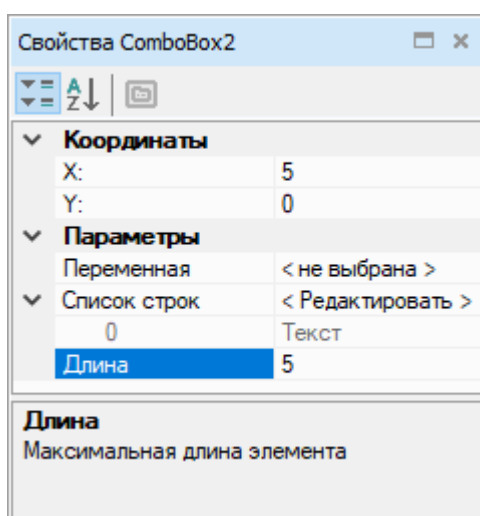 Свойства ComboBox2
A
Z
Координаты
X: 5
Y: 0
Параметры
Переменная < не выбрана >
Список строк < Редактировать >
0 Текст
Длина 5
Длина
Максимальная длина элемента